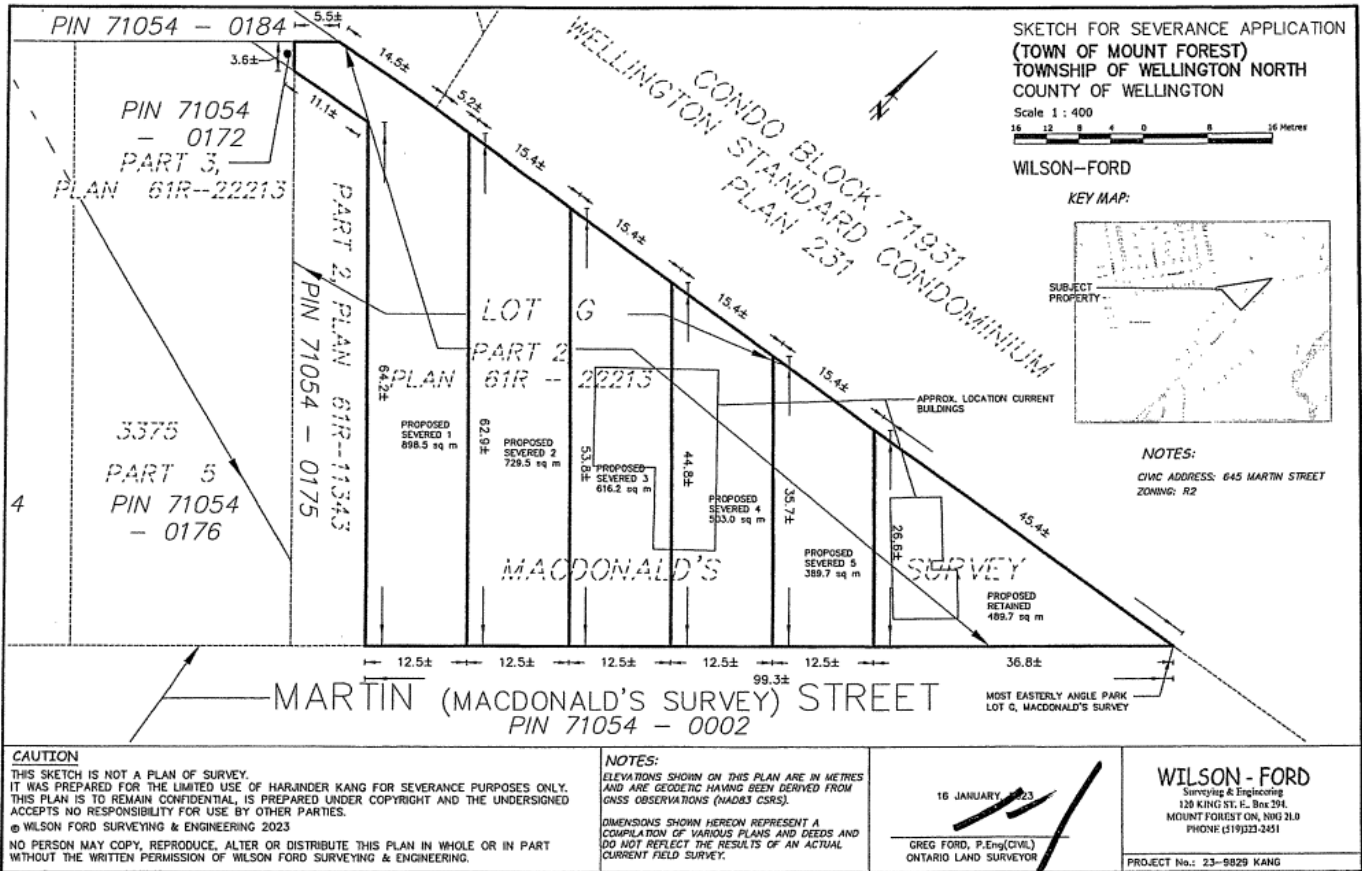 PIN 71054 - 0184
5.5±
3.6±
14.5±
5.2±
11.1±
15.4±
15.4±
15.4±
15.4±
45.4±
PIN 71054
- 0172
PART 3,
PLAN 61R--22213
PART 2, PLAN 61R--11343
PIN 71054 - 0175
3375
PART 5
PIN 71054
- 0176
4
WELLINGTON STANDARD CONDOMINIUM
CONDO BLOCK 71931
PLAN 231
LOT G
PART 2
PLAN 61R -- 22213
MACDONALD'S SURVEY
64.2±
62.9±
53.8±
44.8±
35.7±
26.6±
PROPOSED
SEVERED 1
898.5 sq m
PROPOSED
SEVERED 2
729.5 sq m
PROPOSED
SEVERED 3
616.2 sq m
PROPOSED
SEVERED 4
503.0 sq m
PROPOSED
SEVERED 5
389.7 sq m
PROPOSED
RETAINED
489.7 sq m
APPROX. LOCATION CURRENT
BUILDINGS
12.5±
12.5±
12.5±
12.5±
12.5±
36.8±
99.3±
MARTIN (MACDONALD'S SURVEY) STREET
PIN 71054 - 0002
MOST EASTERLY ANGLE PARK
LOT G, MACDONALD'S SURVEY
N
SKETCH FOR SEVERANCE APPLICATION
(TOWN OF MOUNT FOREST)
TOWNSHIP OF WELLINGTON NORTH
COUNTY OF WELLINGTON
Scale 1 : 400
16 12 8 4 0 8 16 Metres
WILSON-FORD
KEY MAP:
SUBJECT
PROPERTY
NOTES:
CIVIC ADDRESS: 645 MARTIN STREET
ZONING: R2
CAUTION
THIS SKETCH IS NOT A PLAN OF SURVEY.
IT WAS PREPARED FOR THE LIMITED USE OF HARJINDER KANG FOR SEVERANCE PURPOSES ONLY.
THIS PLAN IS TO REMAIN CONFIDENTIAL, IS PREPARED UNDER COPYRIGHT AND THE UNDERSIGNED
ACCEPTS NO RESPONSIBILITY FOR USE BY OTHER PARTIES.
© WILSON FORD SURVEYING & ENGINEERING 2023
NO PERSON MAY COPY, REPRODUCE, ALTER OR DISTRIBUTE THIS PLAN IN WHOLE OR IN PART
WITHOUT THE WRITTEN PERMISSION OF WILSON FORD SURVEYING & ENGINEERING.
NOTES:
ELEVATIONS SHOWN ON THIS PLAN ARE IN METRES
AND ARE GEODETIC HAVING BEEN DERIVED FROM
GNSS OBSERVATIONS (NAD83 CSRS).
DIMENSIONS SHOWN HEREON REPRESENT A
COMPILATION OF VARIOUS PLANS AND DEEDS AND
DO NOT REFLECT THE RESULTS OF AN ACTUAL
CURRENT FIELD SURVEY.
16 JANUARY, 2023
GREG FORD, P.Eng(CIVIL)
ONTARIO LAND SURVEYOR
WILSON - FORD
Surveying & Engineering
120 KING ST. E., Box 294,
MOUNT FOREST ON,
PHONE (519)323-2451
PROJECT No.: 23-9829 KANG